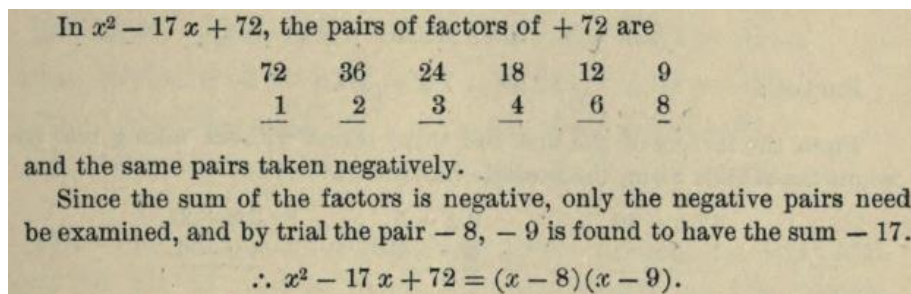 In x² – 17 x + 72, the pairs of factors of + 72 are
72 36 24 18 12 9
1 2 3 4 6 8
and the same pairs taken negatively.
Since the sum of the factors is negative, only the negative pairs need
be examined, and by trial the pair – 8, – 9 is found to have the sum – 17.
∴ x² – 17 x + 72 = (x – 8)(x – 9).